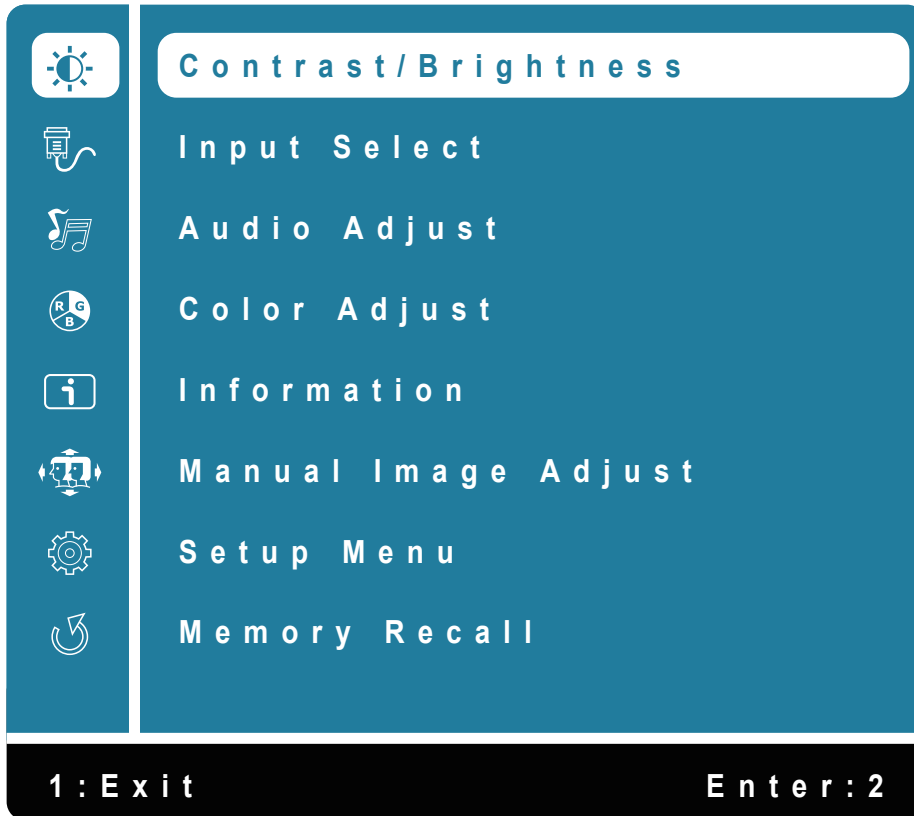 Contrast/Brightness
Input Select
Audio Adjust
R G
B
Color Adjust
i
Information
Manual Image Adjust
Setup Menu
Memory Recall
1:Exit Enter:2